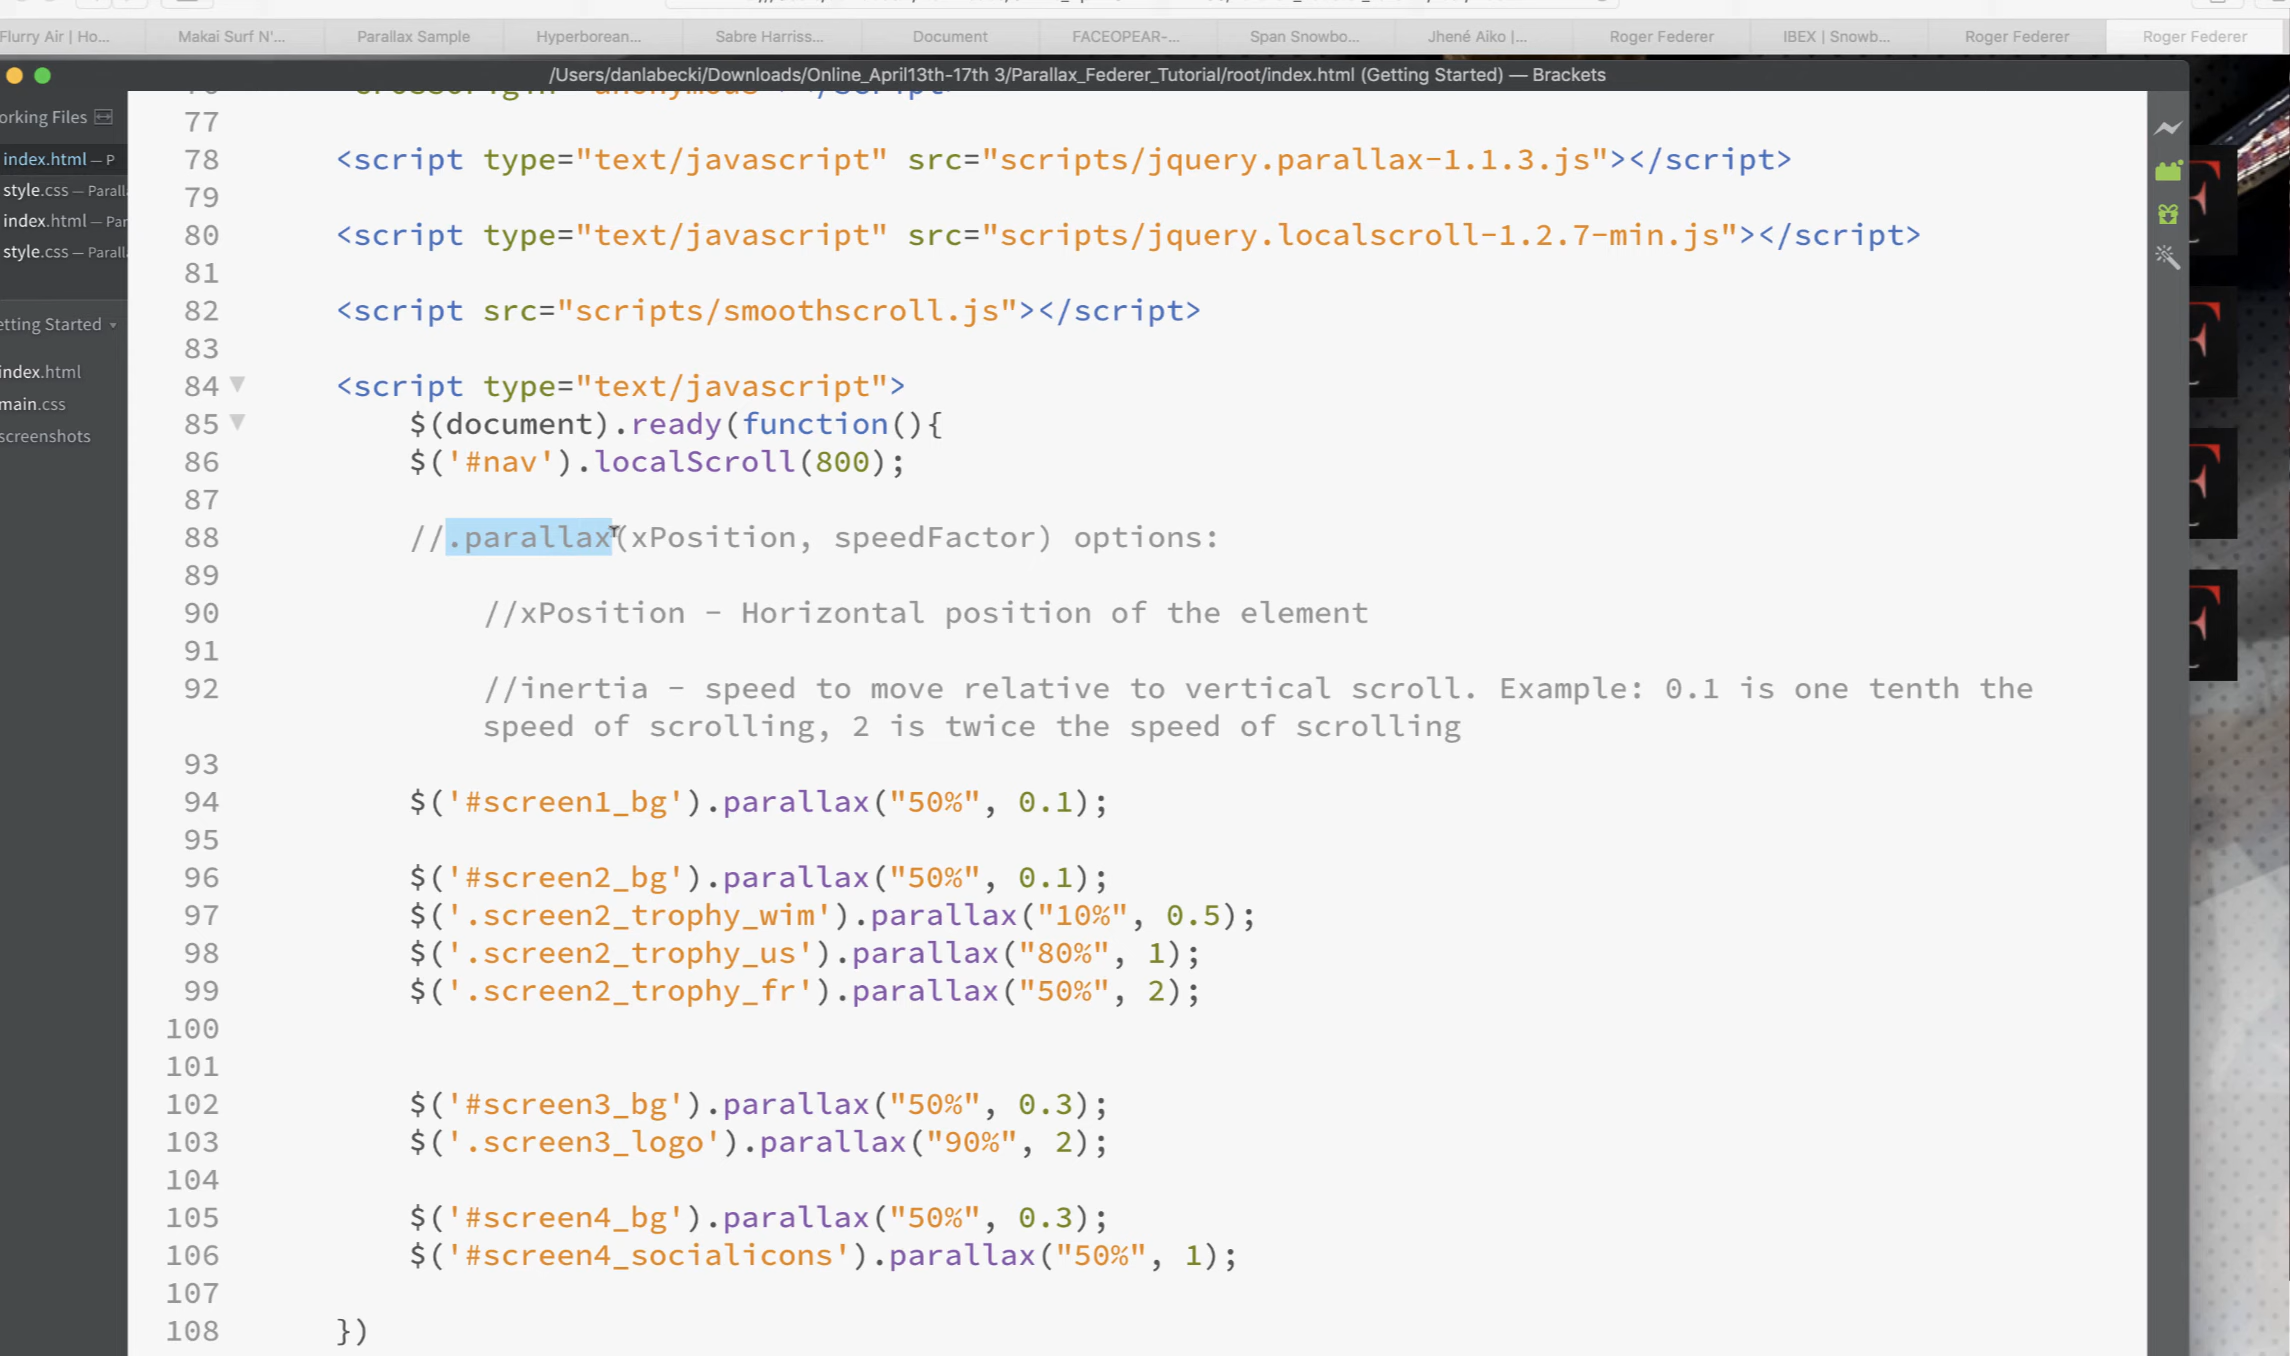 Flurry Air | Ho...
Makai Surf N'...
Parallax Sample
Hyperborean...
Sabre Harriss...
Document
FACEOPEAR-...
Span Snowbo...
Jhené Aiko |...
Roger Federer
IBEX | Snowb...
Roger Federer
Roger Federer
/Users/danlabecki/Downloads/Online_April13th-17th 3/Parallax_Federer_Tutorial/root/index.html (Getting Started) — Brackets
orking Files
index.html — P
style.css — Parall
index.html — Par
style.css — Parall
etting Started
index.html
main.css
screenshots
77
78 <script type="text/javascript" src="scripts/jquery.parallax-1.1.3.js"></script>
79
80 <script type="text/javascript" src="scripts/jquery.localscroll-1.2.7-min.js"></script>
81
82 <script src="scripts/smoothscroll.js"></script>
83
84 <script type="text/javascript">
85 $(document).ready(function(){
86 $('#nav').localScroll(800);
87
88 //.parallax(xPosition, speedFactor) options:
89
90 //xPosition - Horizontal position of the element
91
92 //inertia - speed to move relative to vertical scroll. Example: 0.1 is one tenth the
speed of scrolling, 2 is twice the speed of scrolling
93
94 $('#screen1_bg').parallax("50%", 0.1);
95
96 $('#screen2_bg').parallax("50%", 0.1);
97 $('.screen2_trophy_wim').parallax("10%", 0.5);
98 $('.screen2_trophy_us').parallax("80%", 1);
99 $('.screen2_trophy_fr').parallax("50%", 2);
100
101
102 $('#screen3_bg').parallax("50%", 0.3);
103 $('.screen3_logo').parallax("90%", 2);
104
105 $('#screen4_bg').parallax("50%", 0.3);
106 $('#screen4_socialicons').parallax("50%", 1);
107
108 })